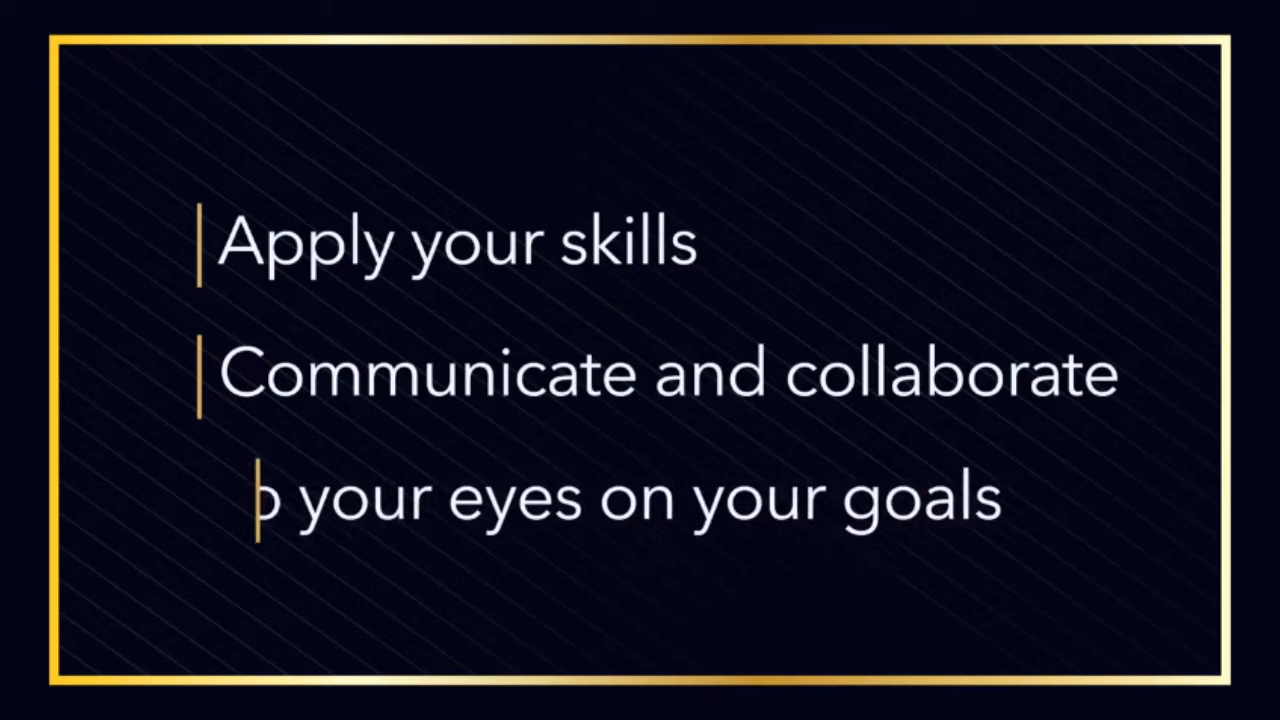 Apply your skills
Communicate and collaborate
your eyes on your goals